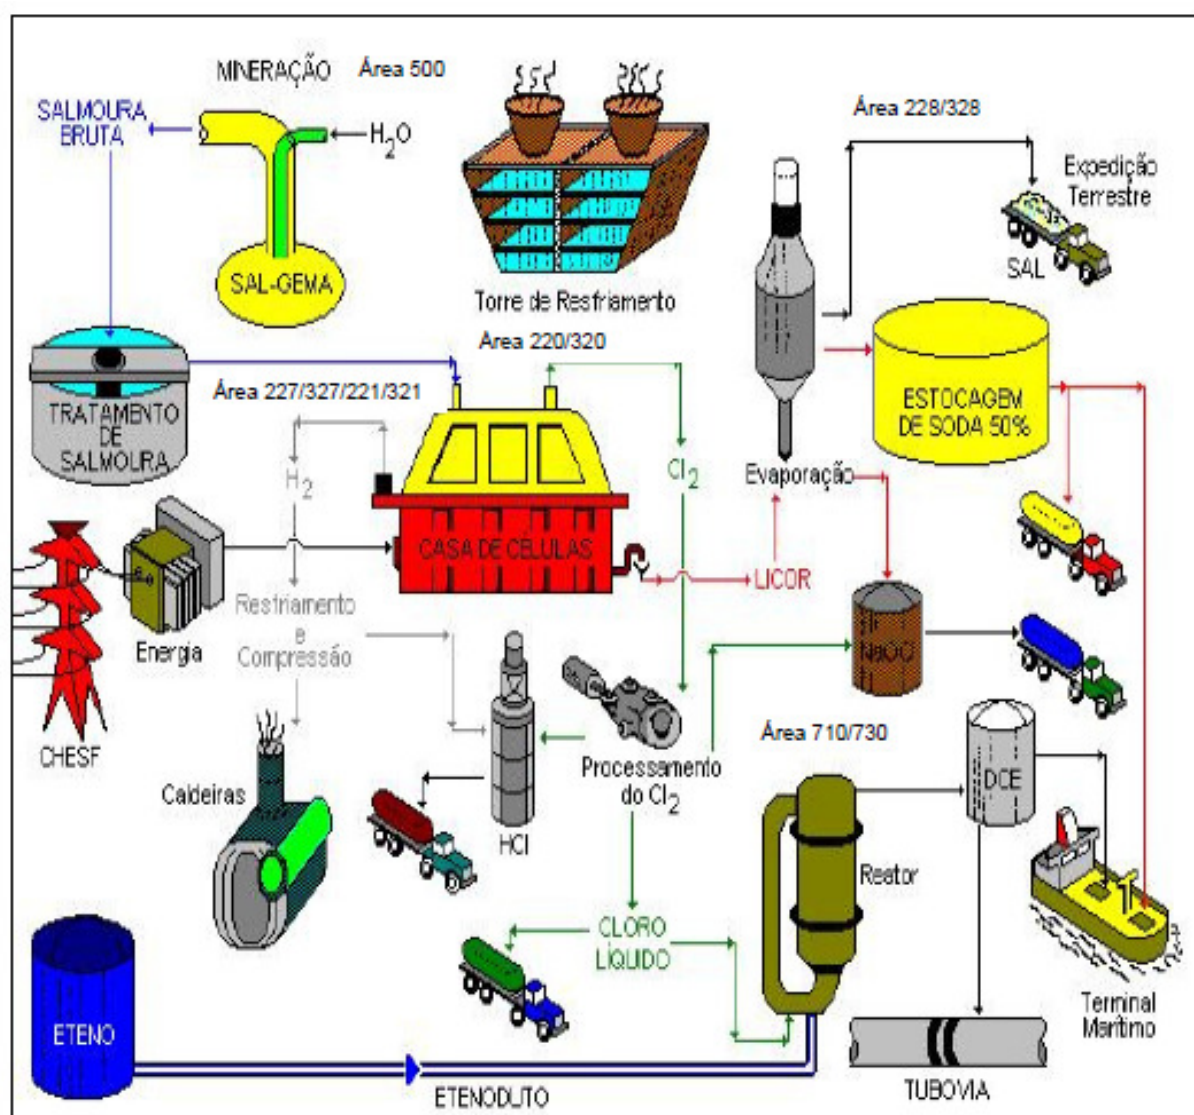 MINERAÇÃO
Área 500
SALMOURA
BRUTA
H2O
SAL-GEMA
Torre de Resfriamento
Área 228/328
Expedição
Terrestre
SAL
Área 220/320
Área 227/327/221/321
TRATAMENTO
DE
SALMOURA
H2
Cl2
ESTOCAGEM
DE SODA 50%
Evaporação
CASA DE CÉLULAS
LICOR
Energia
Resfriamento
e
Compressão
CHESF
Caldeiras
HCl
Processamento
do Cl2
Área 710/730
DCE
Reator
CLORO
LÍQUIDO
ETENO
Terminal
Marítimo
ETENODUTO
TUBOVIA